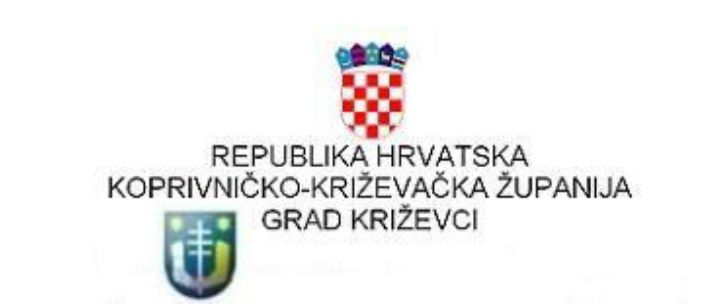 REPUBLIKA HRVATSKA
KOPRIVNIČKO-KRIŽEVAČKA ŽUPANIJA
GRAD KRIŽEVCI